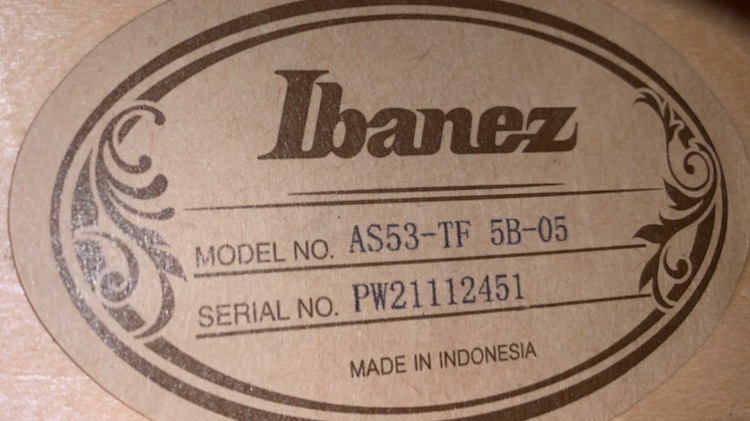 Ibanez
MODEL NO. AS53-TF 5B-05
SERIAL NO. PW21112451
MADE IN INDONESIA